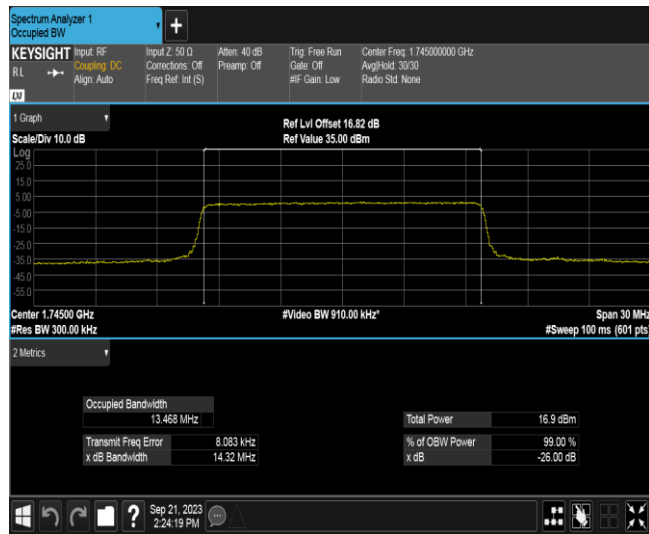 Spectrum Analyzer 1
Occupied BW
+
KEYSIGHT
R L
LXI
Input: RF
Coupling: DC
Align: Auto
Input Z: 50 Ω
Corrections: Off
Freq Ref: Int (S)
Atten: 40 dB
Preamp: Off
Trig: Free Run
Gate: Off
#IF Gain: Low
Center Freq: 1.745000000 GHz
Avg|Hold: 30/30
Radio Std: None
1 Graph
Scale/Div 10.0 dB
Ref Lvl Offset 16.82 dB
Ref Value 35.00 dBm
Log
25.0
15.0
5.00
-5.00
-15.0
-25.0
-35.0
-45.0
-55.0
Center 1.74500 GHz
#Res BW 300.00 kHz
#Video BW 910.00 kHz*
Span 30 MHz
#Sweep 100 ms (601 pts)
2 Metrics
Occupied Bandwidth
13.468 MHz
Transmit Freq Error 8.083 kHz
x dB Bandwidth 14.32 MHz
Total Power 16.9 dBm
% of OBW Power 99.00 %
x dB -26.00 dB
?
Sep 21, 2023
2:24:19 PM